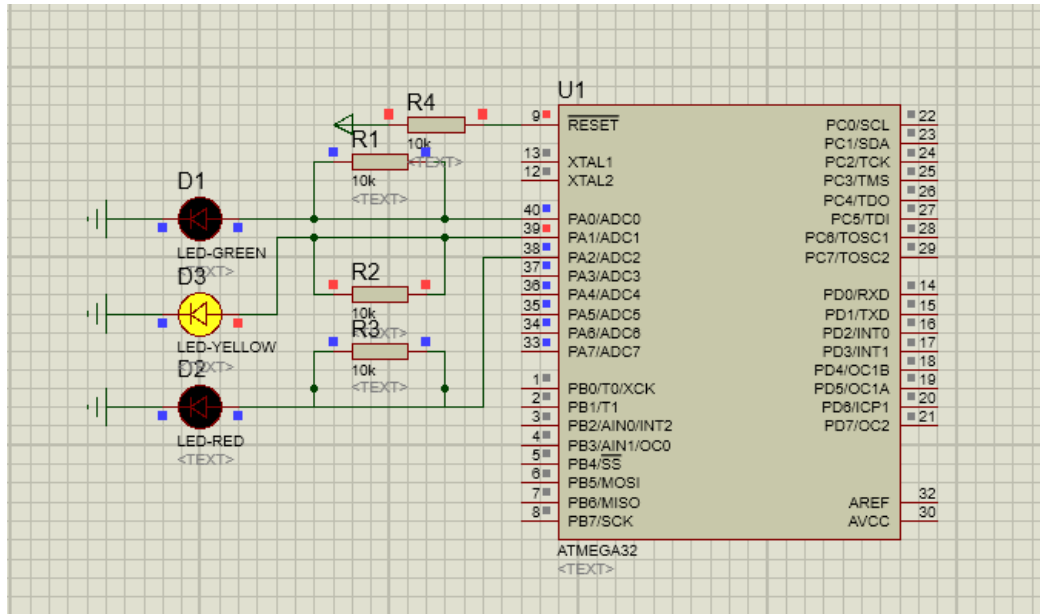 U1
R4
10k
<TEXT>
R1
10k
<TEXT>
D1
LED-GREEN
<TEXT>
R2
10k
<TEXT>
D3
LED-YELLOW
<TEXT>
R3
10k
<TEXT>
D2
LED-RED
<TEXT>
9 RESET
13 XTAL1
12 XTAL2
40 PA0/ADC0
39 PA1/ADC1
38 PA2/ADC2
37 PA3/ADC3
36 PA4/ADC4
35 PA5/ADC5
34 PA6/ADC6
33 PA7/ADC7
1 PB0/T0/XCK
2 PB1/T1
3 PB2/AIN0/INT2
4 PB3/AIN1/OC0
5 PB4/SS
6 PB5/MOSI
7 PB6/MISO
8 PB7/SCK
PC0/SCL 22
PC1/SDA 23
PC2/TCK 24
PC3/TMS 25
PC4/TDO 26
PC5/TDI 27
PC6/TOSC1 28
PC7/TOSC2 29
PD0/RXD 14
PD1/TXD 15
PD2/INT0 16
PD3/INT1 17
PD4/OC1B 18
PD5/OC1A 19
PD6/ICP1 20
PD7/OC2 21
AREF 32
AVCC 30
ATMEGA32
<TEXT>